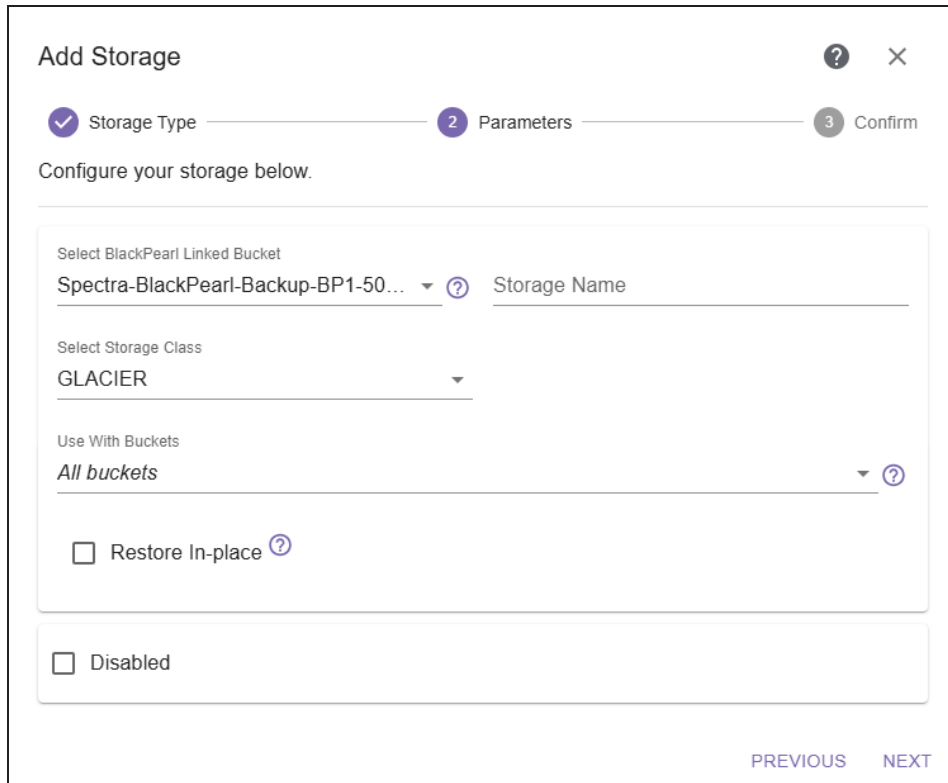 Add Storage ? ×
Storage Type 2 Parameters 3 Confirm
Configure your storage below.
Select BlackPearl Linked Bucket
Spectra-BlackPearl-Backup-BP1-50... ? Storage Name
Select Storage Class
GLACIER
Use With Buckets
All buckets ?
Restore In-place ?
Disabled
PREVIOUS NEXT